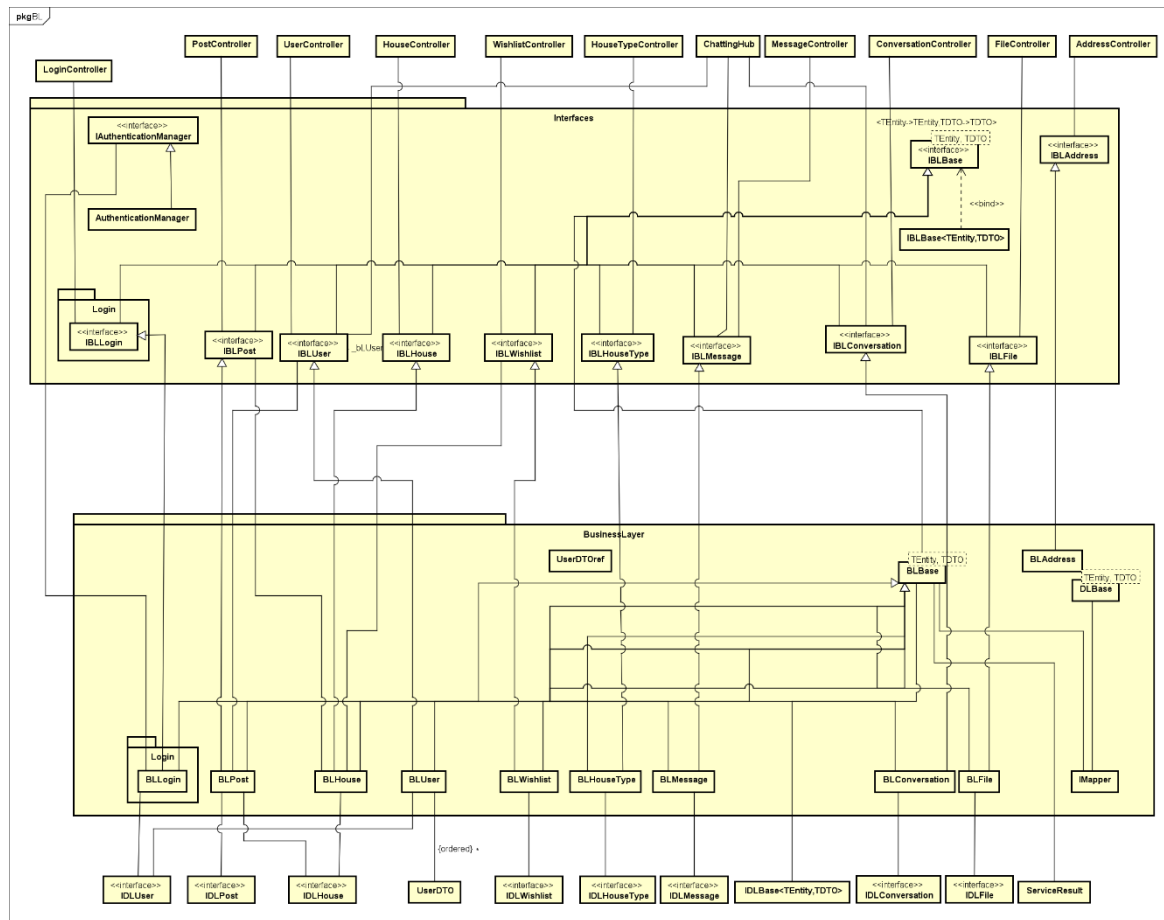 pkgBL
PostController
UserController
HouseController
WishlistController
HouseTypeController
ChattingHub
MessageController
ConversationController
FileController
AddressController
LoginController
Interfaces
<<interface>>
IAuthenticationManager
<TEntity->TEntity,TDTO->TDTO>
TEntity, TDTO
<<interface>>
IBLBase
<<interface>>
IBLAddress
<<bind>>
AuthenticationManager
IBLBase<TEntity,TDTO>
Login
<<interface>>
IBLLogin
<<interface>>
IBLPost
<<interface>>
IBLUser
_blUser
<<interface>>
IBLHouse
<<interface>>
IBLWishlist
<<interface>>
IBLHouseType
<<interface>>
IBLMessage
<<interface>>
IBLConversation
<<interface>>
IBLFile
BusinessLayer
UserDTOref
TEntity, TDTO
BLBase
BLAddress
TEntity, TDTO
DLBase
Login
BLLogin
BLPost
BLHouse
BLUser
BLWishlist
BLHouseType
BLMessage
BLConversation
BLFile
IMapper
{ordered} *
<<interface>>
IDLUser
<<interface>>
IDLPost
<<interface>>
IDLHouse
UserDTO
<<interface>>
IDLWishlist
<<interface>>
IDLHouseType
<<interface>>
IDLMessage
IDLBase<TEntity,TDTO>
<<interface>>
IDLConversation
<<interface>>
IDLFile
ServiceResult